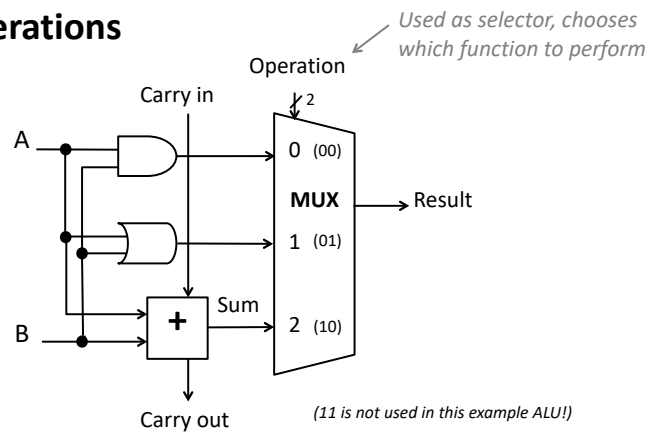 erations
Used as selector, chooses
which function to perform
Operation
2
Carry in
A
0 (00)
MUX
Result
1 (01)
Sum
+
2 (10)
B
Carry out
(11 is not used in this example ALU!)